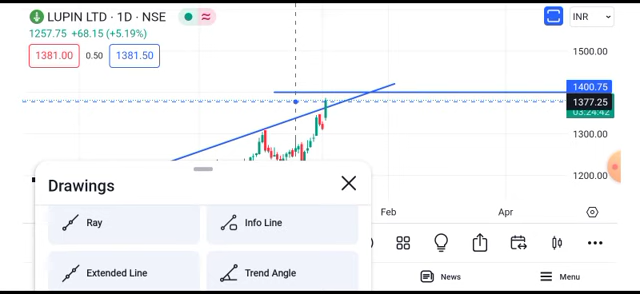 LUPIN LTD · 1D · NSE
INR
1257.75 +68.15 (+5.19%)
1381.00 0.50 1381.50
1500.00
1400.75
1377.25
03:24:42
1300.00
1200.00
Drawings
Feb
Apr
Ray
Info Line
Extended Line
Trend Angle
News
Menu